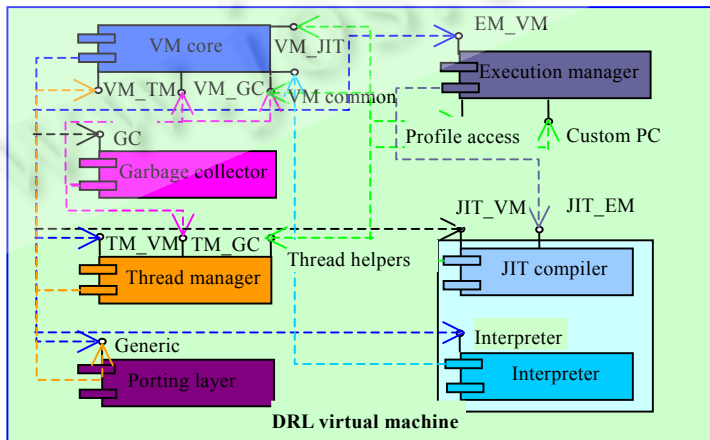 VM core
VM_JIT
EM_VM
VM_TM
VM_GC
VM common
Execution manager
GC
Profile access
Custom PC
Garbage collector
JIT_VM
JIT_EM
TM_VM
TM_GC
Thread helpers
Thread manager
JIT compiler
Generic
Interpreter
Porting layer
Interpreter
DRL virtual machine